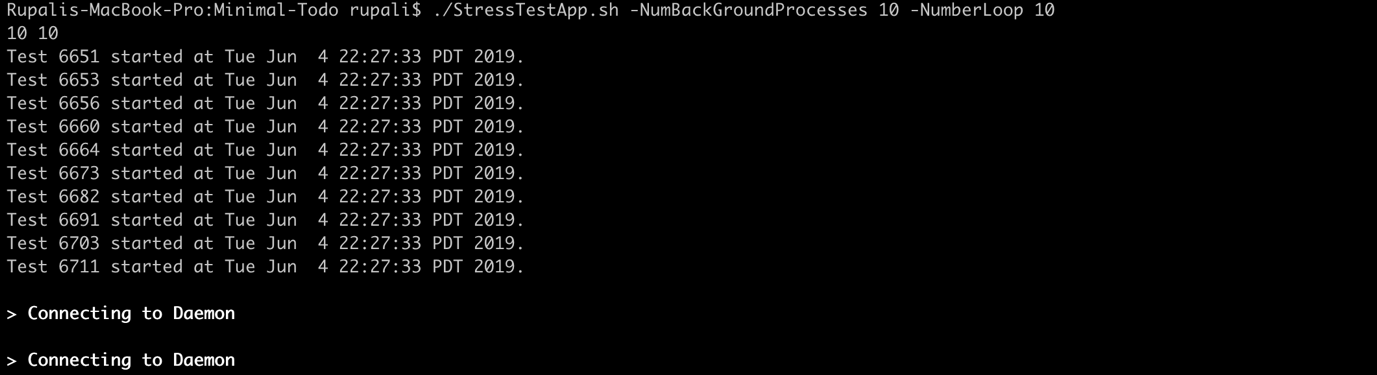 Rupalis-MacBook-Pro:Minimal-Todo rupali$ ./StressTestApp.sh -NumBackGroundProcesses 10 -NumberLoop 10
10 10
Test 6651 started at Tue Jun  4 22:27:33 PDT 2019.
Test 6653 started at Tue Jun  4 22:27:33 PDT 2019.
Test 6656 started at Tue Jun  4 22:27:33 PDT 2019.
Test 6660 started at Tue Jun  4 22:27:33 PDT 2019.
Test 6664 started at Tue Jun  4 22:27:33 PDT 2019.
Test 6673 started at Tue Jun  4 22:27:33 PDT 2019.
Test 6682 started at Tue Jun  4 22:27:33 PDT 2019.
Test 6691 started at Tue Jun  4 22:27:33 PDT 2019.
Test 6703 started at Tue Jun  4 22:27:33 PDT 2019.
Test 6711 started at Tue Jun  4 22:27:33 PDT 2019.
> Connecting to Daemon
> Connecting to Daemon